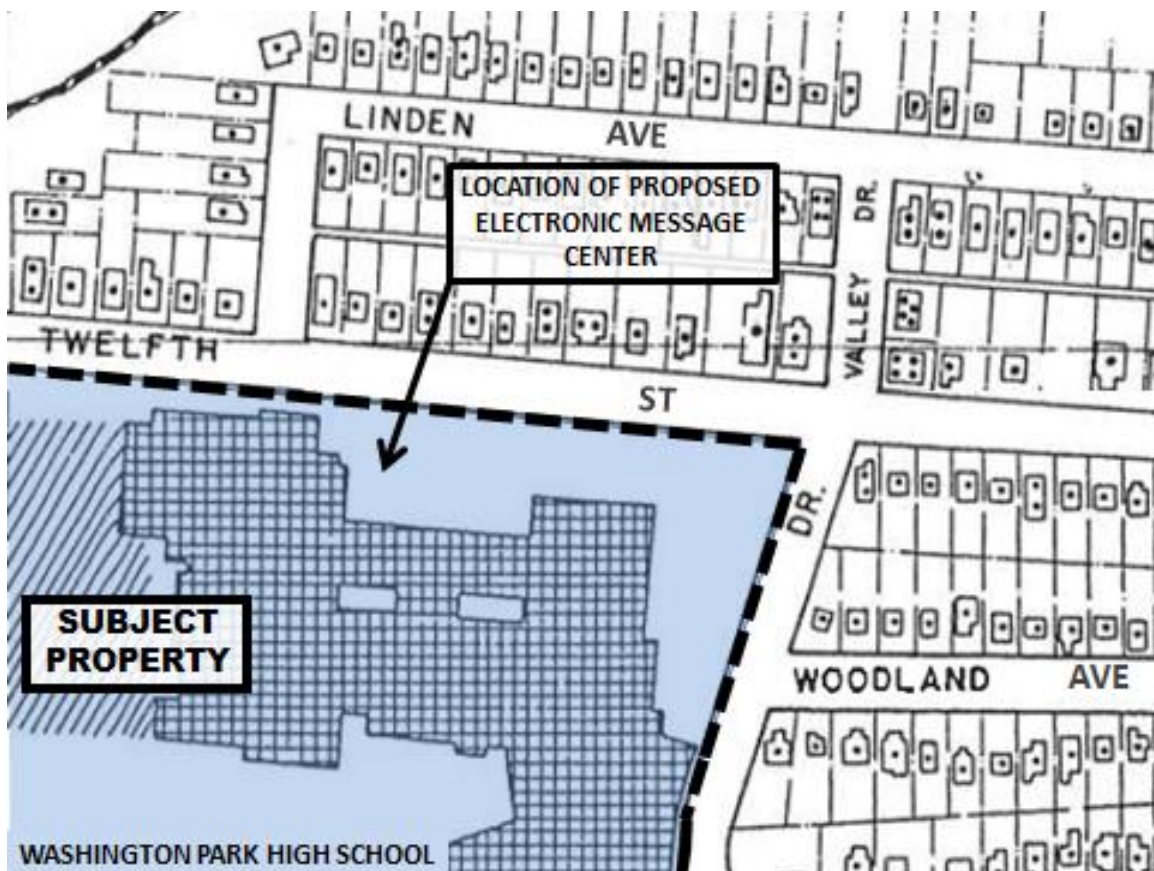 LINDEN AVE
LOCATION OF PROPOSED
ELECTRONIC MESSAGE
CENTER
VALLEY DR.
TWELFTH ST
DR.
SUBJECT
PROPERTY
WOODLAND AVE
WASHINGTON PARK HIGH SCHOOL